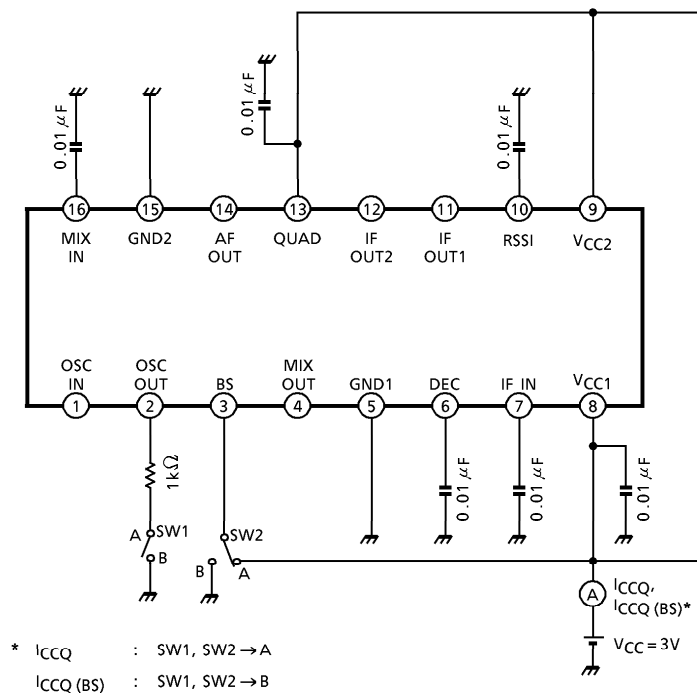 0.01 μF
0.01 μF
0.01 μF
16 15 14 13 12 11 10 9
MIX IN
GND2
AF OUT
QUAD
IF OUT2
IF OUT1
RSSI
VCC2
OSC IN
OSC OUT
BS
MIX OUT
GND1
DEC
IF IN
VCC1
1 2 3 4 5 6 7 8
1kΩ
0.01 μF
0.01 μF
0.01 μF
A SW1
B
SW2
B A
A
ICCQ,
ICCQ (BS)*
VCC = 3V
* ICCQ : SW1, SW2 → A
ICCQ (BS) : SW1, SW2 → B